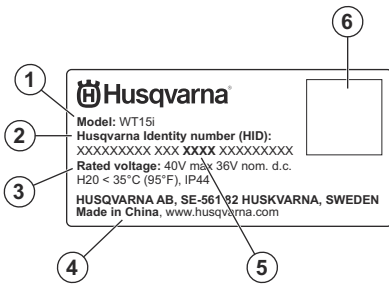 1
2
3
4
5
6
Husqvarna®
Model: WT15i
Husqvarna Identity number (HID):
XXXXXXXXX XXX XXXX XXXXXXXXX
Rated voltage: 40V max 36V nom. d.c.
H20 < 35°C (95°F), IP44
HUSQVARNA AB, SE-561 82 HUSKVARNA, SWEDEN
Made in China, www.husqvarna.com